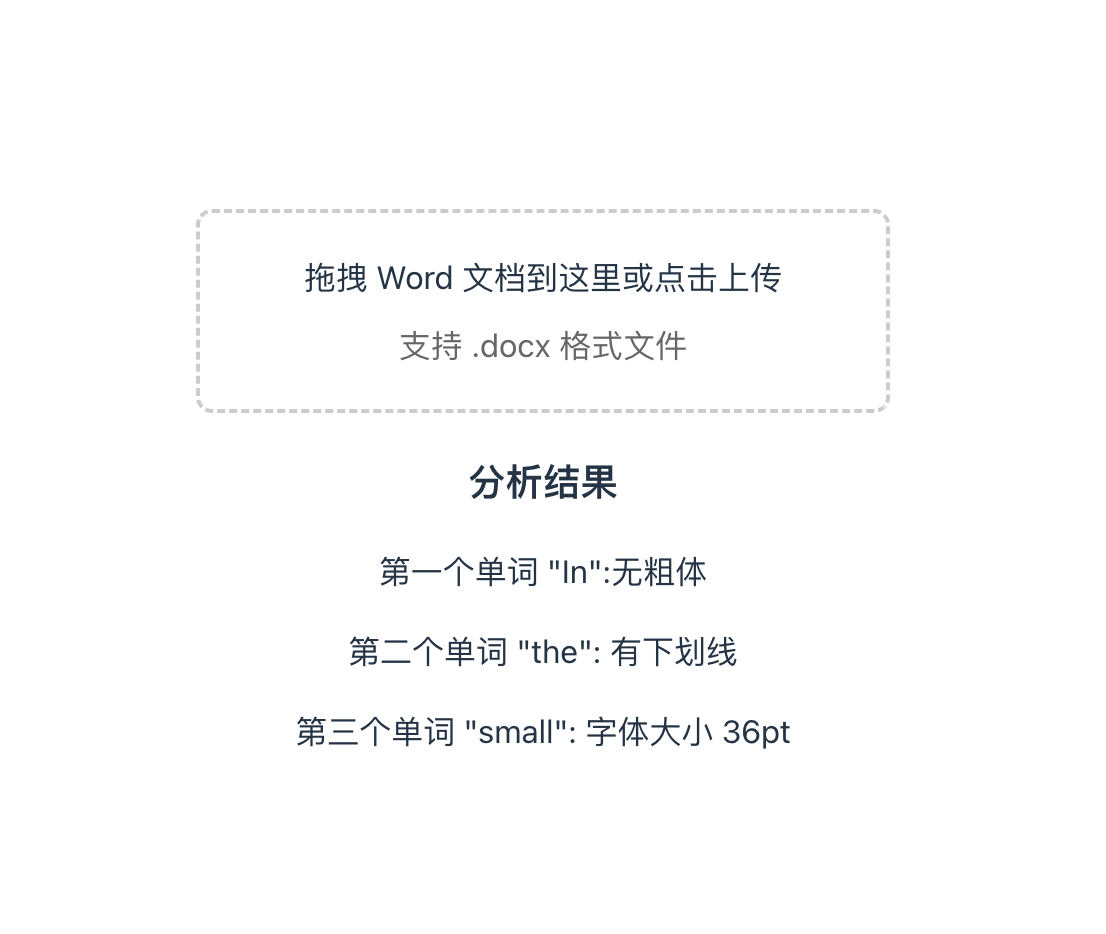 拖拽 Word 文档到这里或点击上传
支持 .docx 格式文件
分析结果
第一个单词 "In":无粗体
第二个单词 "the": 有下划线
第三个单词 "small": 字体大小 36pt